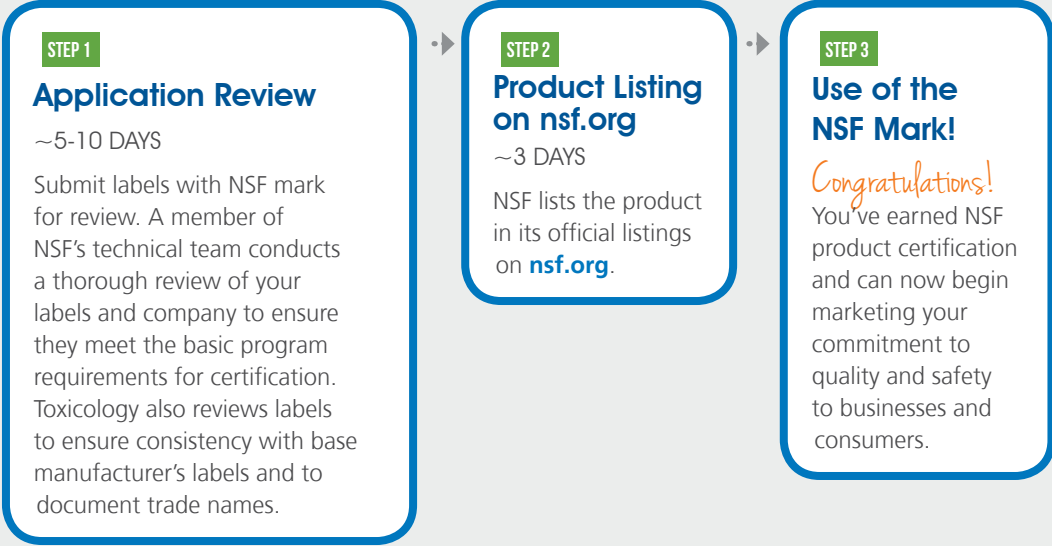 STEP 1
Application Review
~5-10 DAYS
Submit labels with NSF mark
for review. A member of
NSF’s technical team conducts
a thorough review of your
labels and company to ensure
they meet the basic program
requirements for certification.
Toxicology also reviews labels
to ensure consistency with base
manufacturer’s labels and to
document trade names.
STEP 2
Product Listing
on nsf.org
~3 DAYS
NSF lists the product
in its official listings
on nsf.org.
STEP 3
Use of the
NSF Mark!
Congratulations!
You’ve earned NSF
product certification
and can now begin
marketing your
commitment to
quality and safety
to businesses and
consumers.